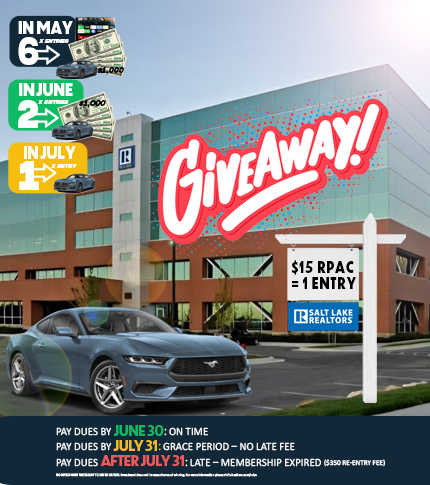 IN MAY
6 X ENTRIES
$1,000
IN JUNE
2 X ENTRIES
$1,000
IN JULY
1 X ENTRY
GIVEAWAY!
$15 RPAC
= 1 ENTRY
R SALT LAKE
REALTORS
PAY DUES BY JUNE 30: ON TIME
PAY DUES BY JULY 31: GRACE PERIOD – NO LATE FEE
PAY DUES AFTER JULY 31: LATE – MEMBERSHIP EXPIRED ($350 RE-ENTRY FEE)